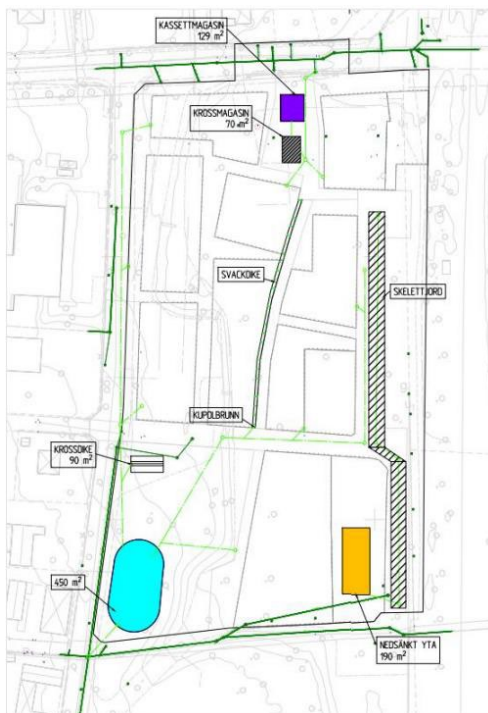 KASSETTMAGASIN
129 m²
KROSSMAGASIN
70 m²
SVACKDIKE
SKELETTJORD
KUPOLBRUNN
KROSSDIKE
90 m²
450 m²
NEDSÄNKT YTA
190 m²